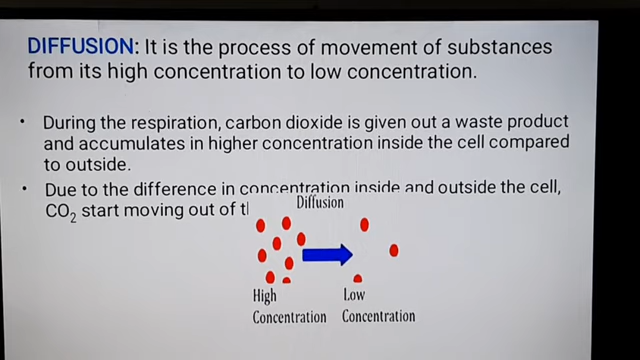 DIFFUSION: It is the process of movement of substances
from its high concentration to low concentration.
• During the respiration, carbon dioxide is given out a waste product
and accumulates in higher concentration inside the cell compared
to outside.
• Due to the difference in concentration inside and outside the cell,
CO₂ start moving out of
Diffusion
High Low
Concentration Concentration